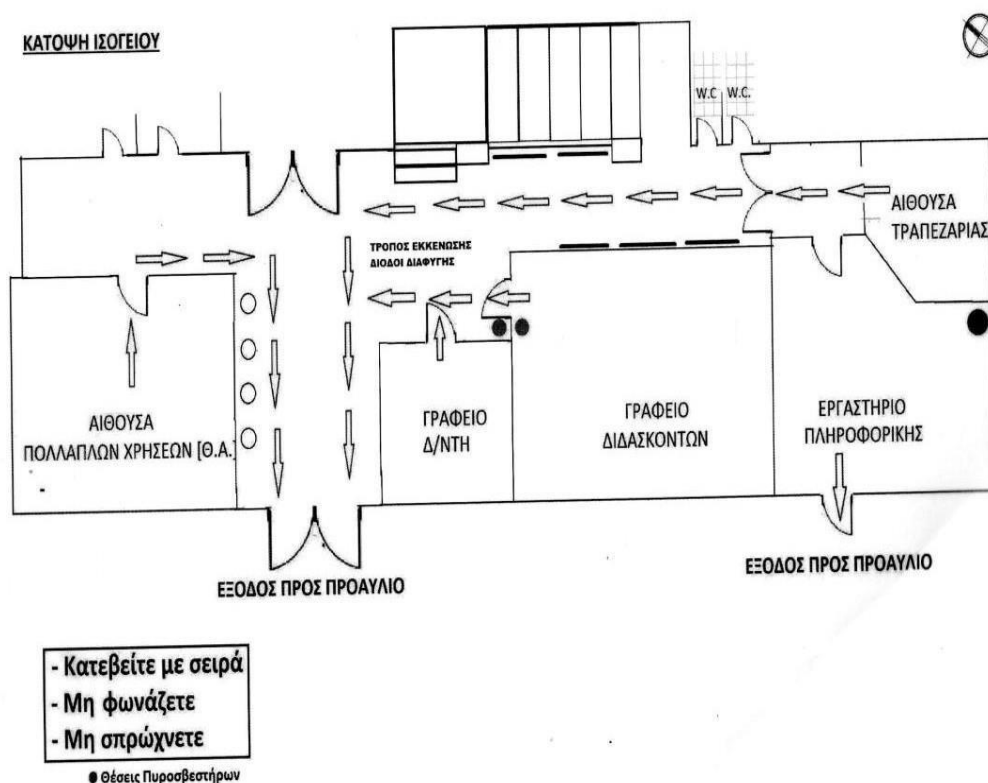 ΚΑΤΟΨΗ ΙΣΟΓΕΙΟΥ
W.C
W.C.
ΑΙΘΟΥΣΑ
ΤΡΑΠΕΖΑΡΙΑΣ
ΤΡΟΠΟΣ ΕΚΚΕΝΩΣΗΣ
ΔΙΟΔΟΙ ΔΙΑΦΥΓΗΣ
ΑΙΘΟΥΣΑ
ΠΟΛΛΑΠΛΩΝ ΧΡΗΣΕΩΝ [Θ.Α.
ΓΡΑΦΕΙΟ
Δ/ΝΤΗ
ΓΡΑΦΕΙΟ
ΔΙΔΑΣΚΟΝΤΩΝ
ΕΡΓΑΣΤΗΡΙΟ
ΠΛΗΡΟΦΟΡΙΚΗΣ
ΕΞΟΔΟΣ ΠΡΟΣ ΠΡΟΑΥΛΙΟ
ΕΞΟΔΟΣ ΠΡΟΣ ΠΡΟΑΥΛΙΟ
- Κατεβείτε με σειρά
- Μη φωνάζετε
- Μη σπρώχνετε
Θέσεις Πυροσβεστήρων